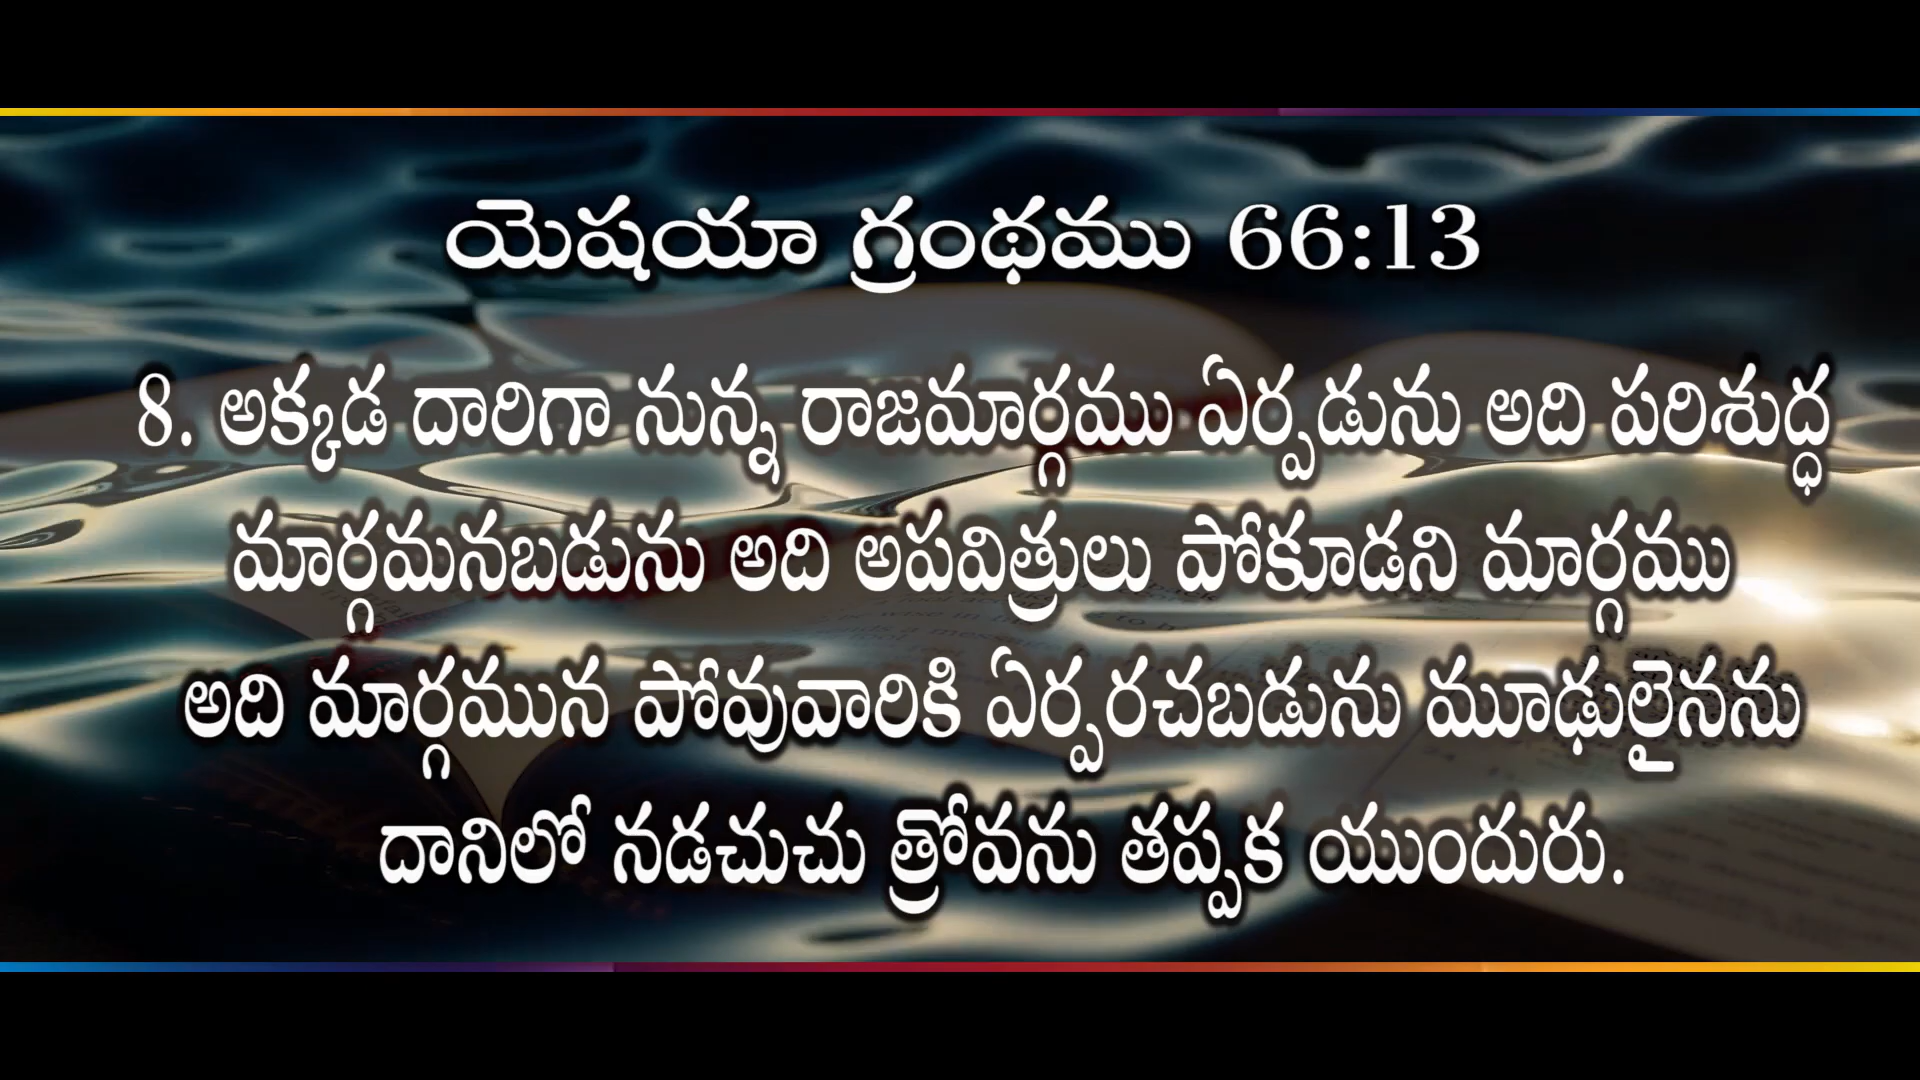 యెషయా గ్రంథము 66:13
8. అక్కడ దారిగా నున్న రాజమార్గము ఏర్పడును అది పరిశుద్ధ
మార్గమనబడును అది అపవిత్రులు పోకూడని మార్గము
అది మార్గమున పోవువారికి ఏర్పరచబడును మూఢులైనను
దానిలో నడచుచు త్రోవను తప్పక యుందురు.